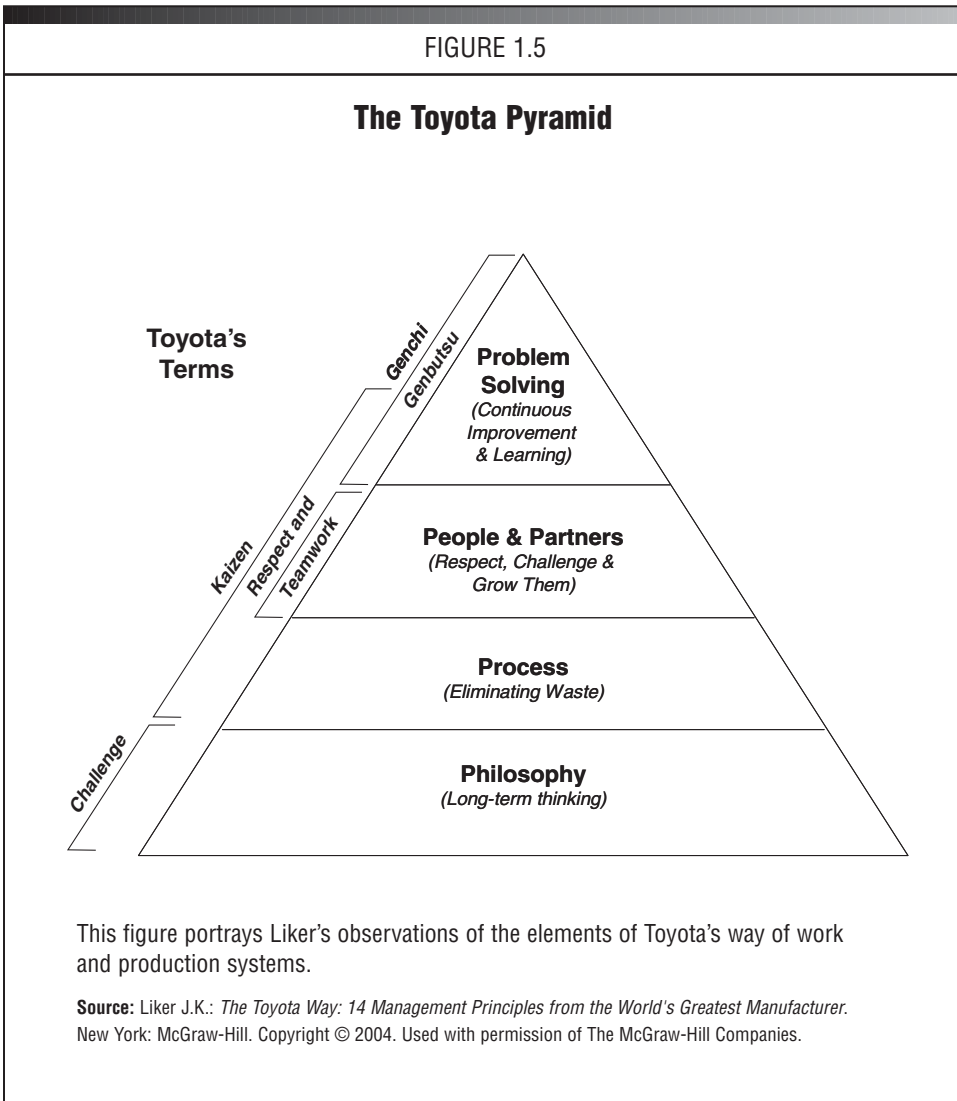 FIGURE 1.5
The Toyota Pyramid
Toyota's
Terms
Genchi
Genbutsu
Kaizen
Respect and
Teamwork
Challenge
Problem
Solving
(Continuous
Improvement
& Learning)
People & Partners
(Respect, Challenge &
Grow Them)
Process
(Eliminating Waste)
Philosophy
(Long-term thinking)
This figure portrays Liker's observations of the elements of Toyota's way of work
and production systems.
Source: Liker J.K.: The Toyota Way: 14 Management Principles from the World's Greatest Manufacturer.
New York: McGraw-Hill. Copyright © 2004. Used with permission of The McGraw-Hill Companies.